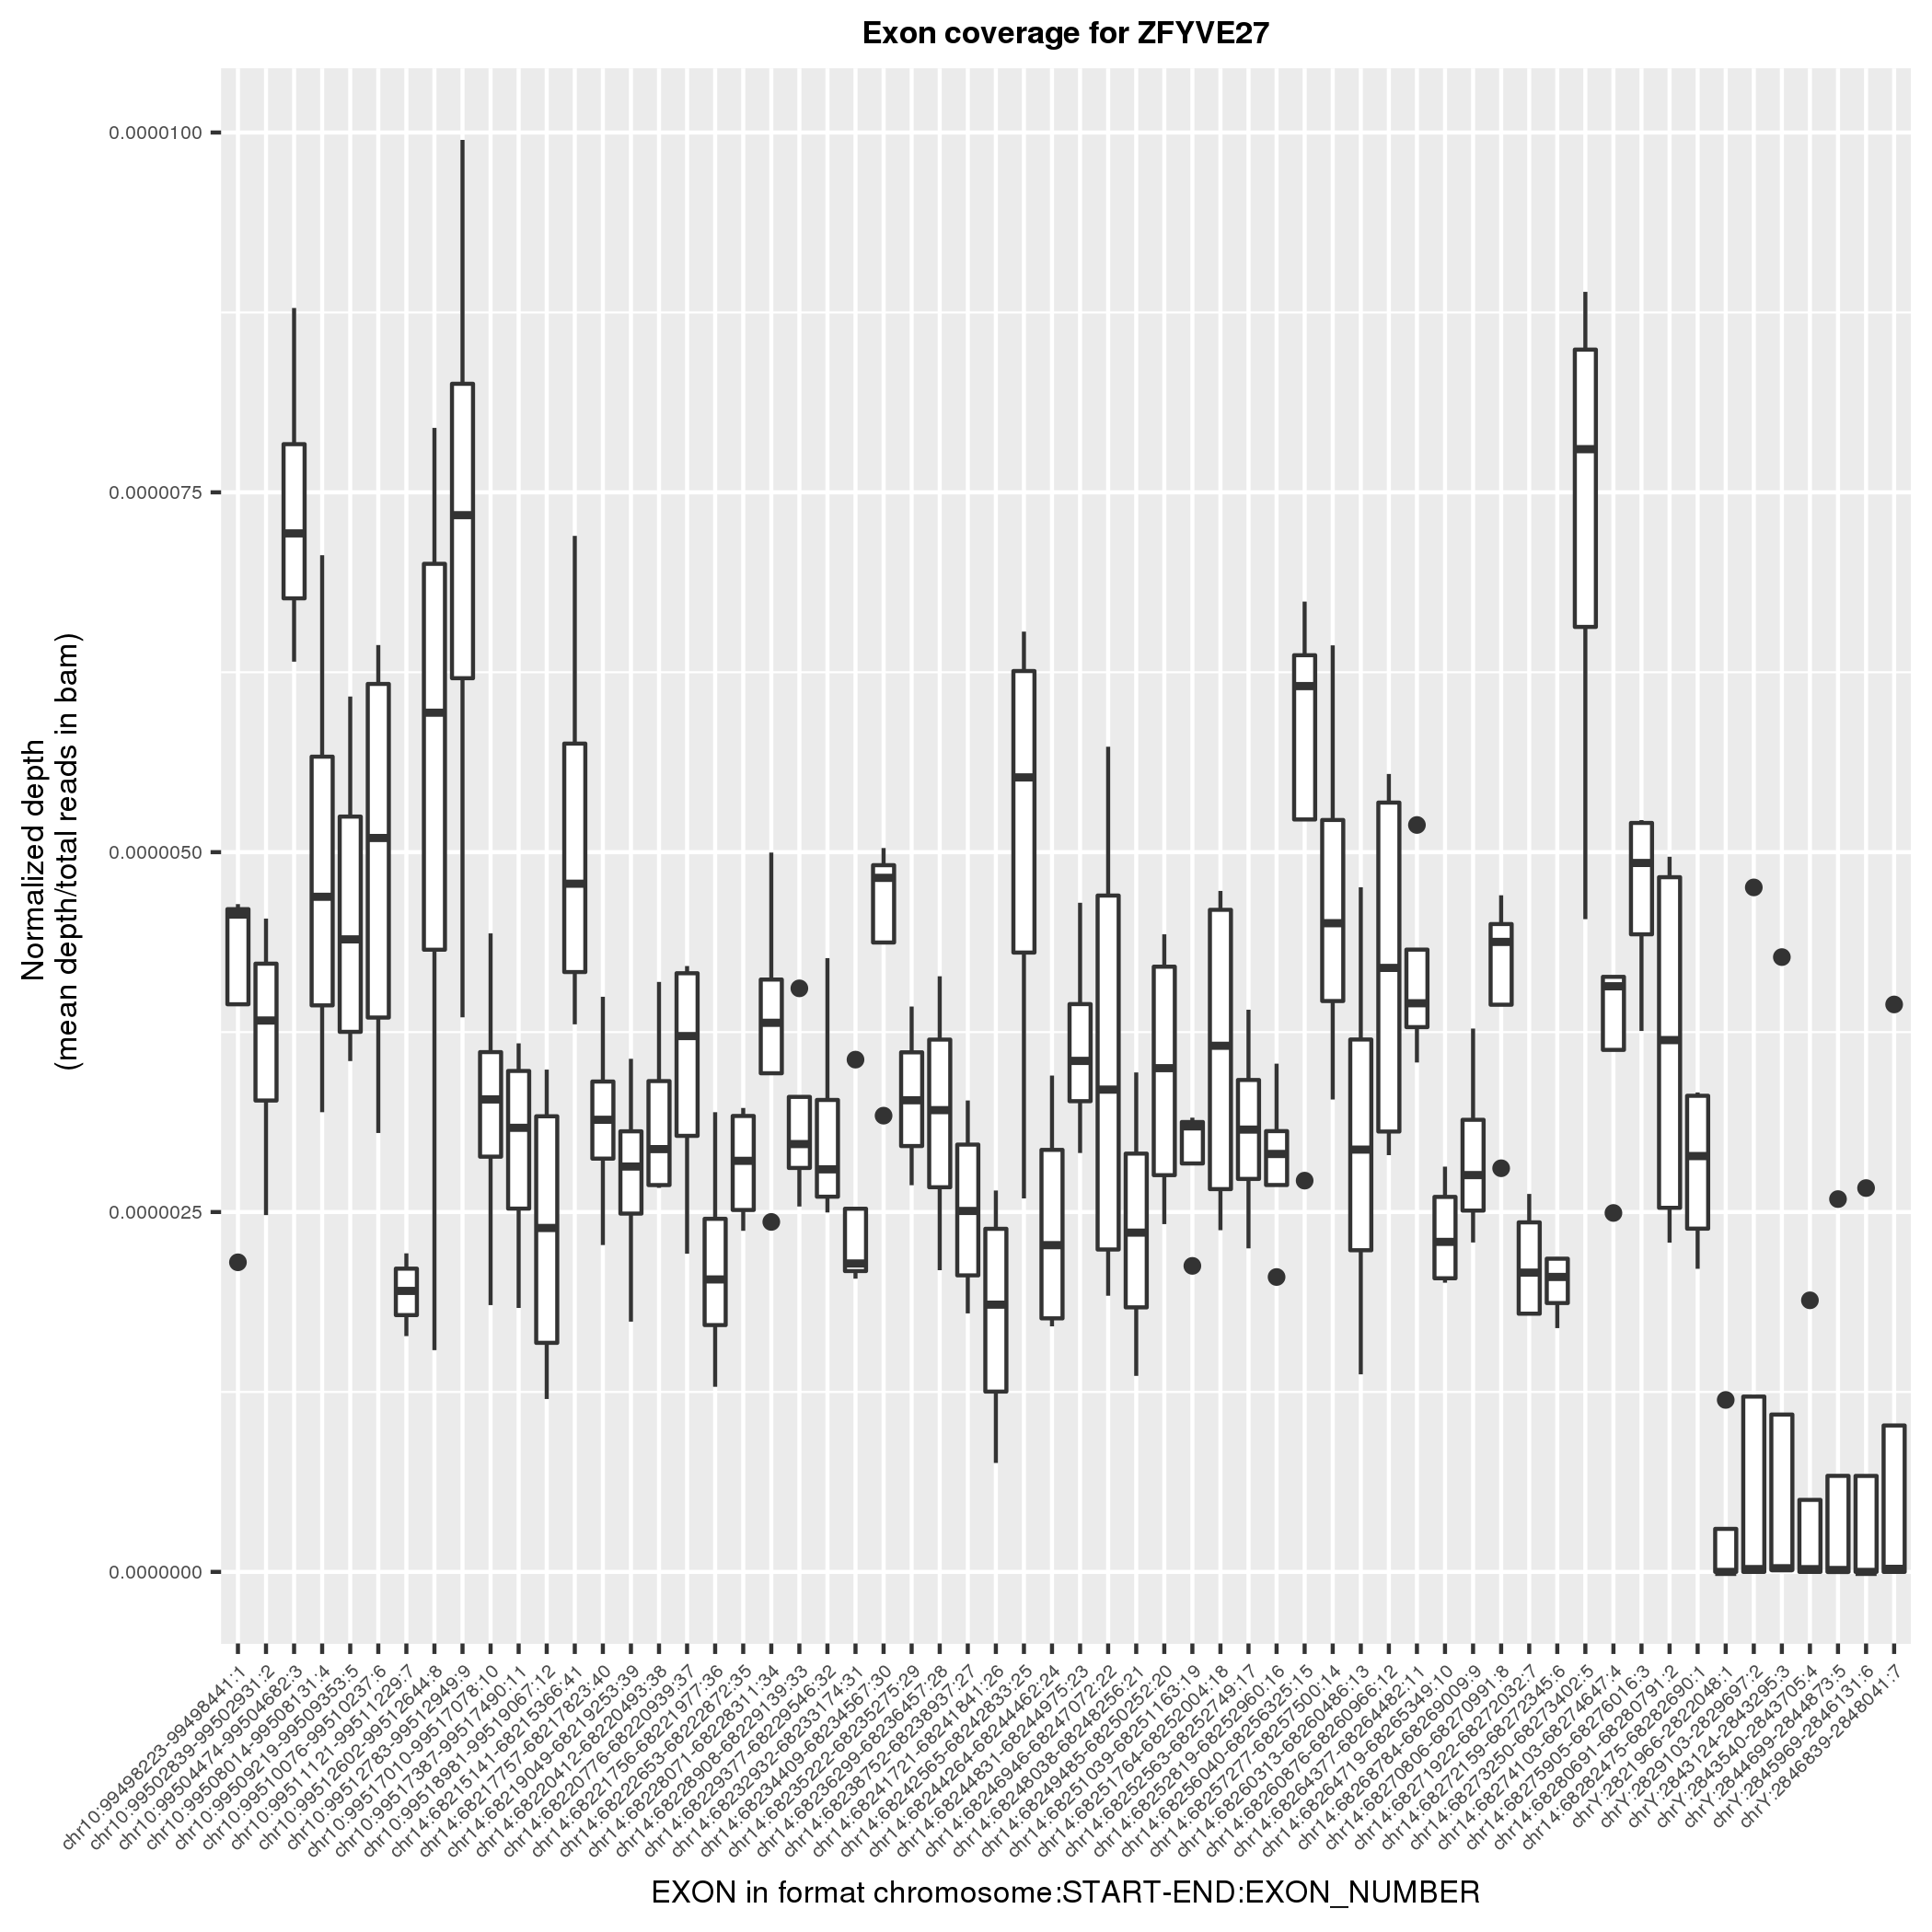 Exon coverage for ZFYVE27
Normalized depth
(mean depth/total reads in bam)
0.0000100
0.0000075
0.0000050
0.0000025
0.0000000
chr10:99498223-99498441:1
chr10:99502839-99502931:2
chr10:99504474-99504682:3
chr10:99508014-99508131:4
chr10:99509219-99509353:5
chr10:99510076-99510237:6
chr10:99511121-99511229:7
chr10:99512602-99512644:8
chr10:99512783-99512949:9
chr10:99517010-99517078:10
chr10:99517387-99517490:11
chr10:99518981-99519067:12
chr14:68215114-68215366:41
chr14:68217757-68217823:40
chr14:68219049-68219253:39
chr14:68220412-68220493:38
chr14:68220776-68220939:37
chr14:68221756-68221977:36
chr14:68222653-68222872:35
chr14:68228071-68228311:34
chr14:68228908-68229139:33
chr14:68229377-68229546:32
chr14:68232932-68233174:31
chr14:68234409-68234567:30
chr14:68235222-68235275:29
chr14:68236299-68236457:28
chr14:68238752-68238937:27
chr14:68241721-68241841:26
chr14:68242565-68242833:25
chr14:68244264-68244462:24
chr14:68244831-68244975:23
chr14:68246946-68247072:22
chr14:68248038-68248256:21
chr14:68249485-68250252:20
chr14:68251039-68251163:19
chr14:68251764-68252004:18
chr14:68252563-68252749:17
chr14:68252819-68252960:16
chr14:68256040-68256325:15
chr14:68257277-68257500:14
chr14:68260313-68260486:13
chr14:68260876-68260966:12
chr14:68264377-68264482:11
chr14:68264719-68265349:10
chr14:68268784-68269009:9
chr14:68270706-68270991:8
chr14:68271922-68272032:7
chr14:68272159-68272345:6
chr14:68273250-68273402:5
chr14:68274103-68274647:4
chr14:68275905-68276016:3
chr14:68280691-68280791:2
chr14:68282475-68282690:1
chrY:2821966-2822048:1
chrY:2829103-2829697:2
chrY:2843124-2843295:3
chrY:2843540-2843705:4
chrY:2844699-2844873:5
chrY:2845969-2846131:6
chrY:2846839-2848041:7
EXON in format chromosome:START-END:EXON_NUMBER